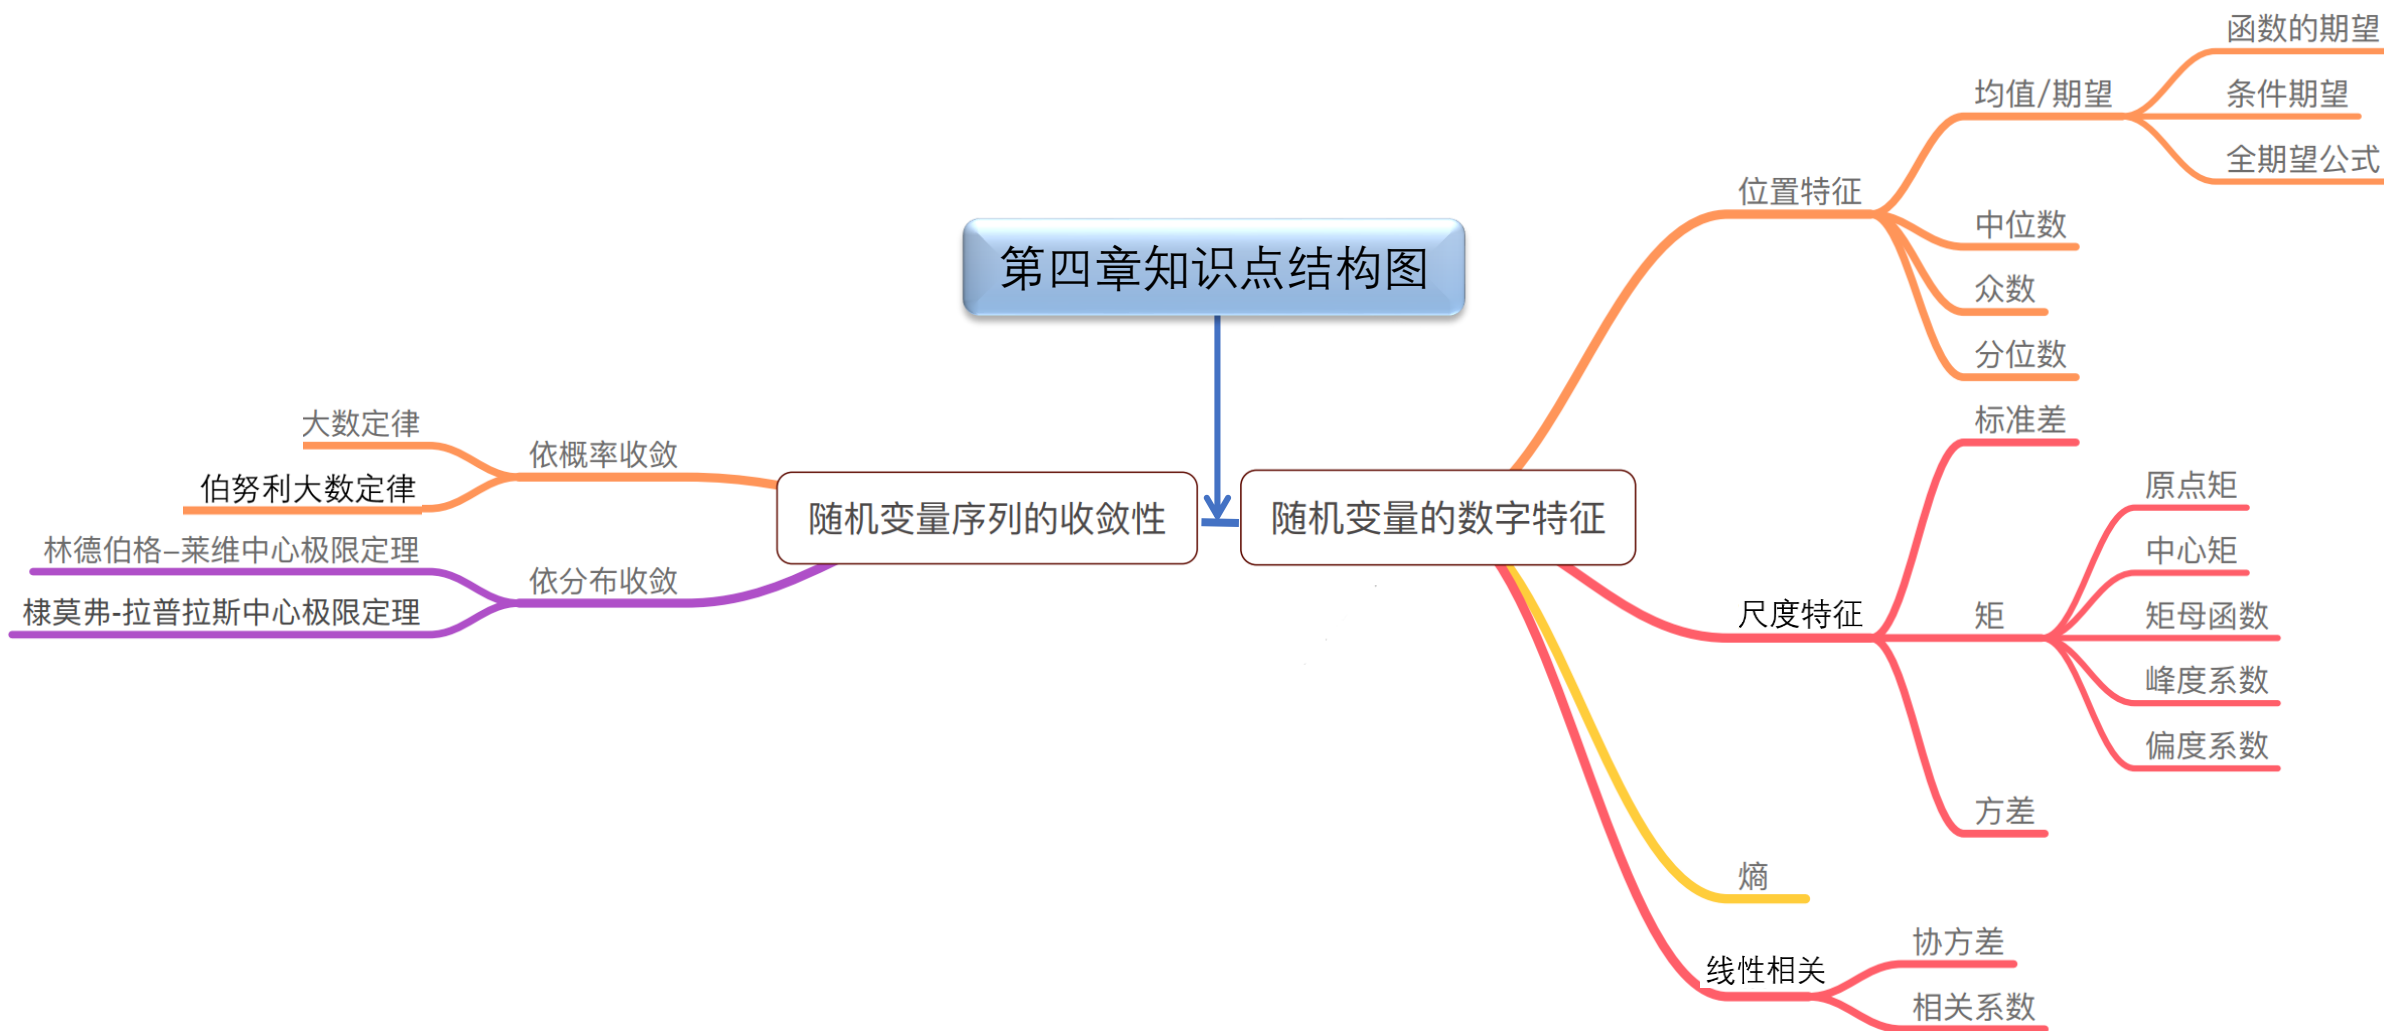 第四章知识点结构图
随机变量序列的收敛性
依概率收敛
大数定律
伯努利大数定律
依分布收敛
林德伯格–莱维中心极限定理
棣莫弗-拉普拉斯中心极限定理
随机变量的数字特征
位置特征
均值/期望
函数的期望
条件期望
全期望公式
中位数
众数
分位数
尺度特征
标准差
矩
原点矩
中心矩
矩母函数
峰度系数
偏度系数
方差
熵
线性相关
协方差
相关系数